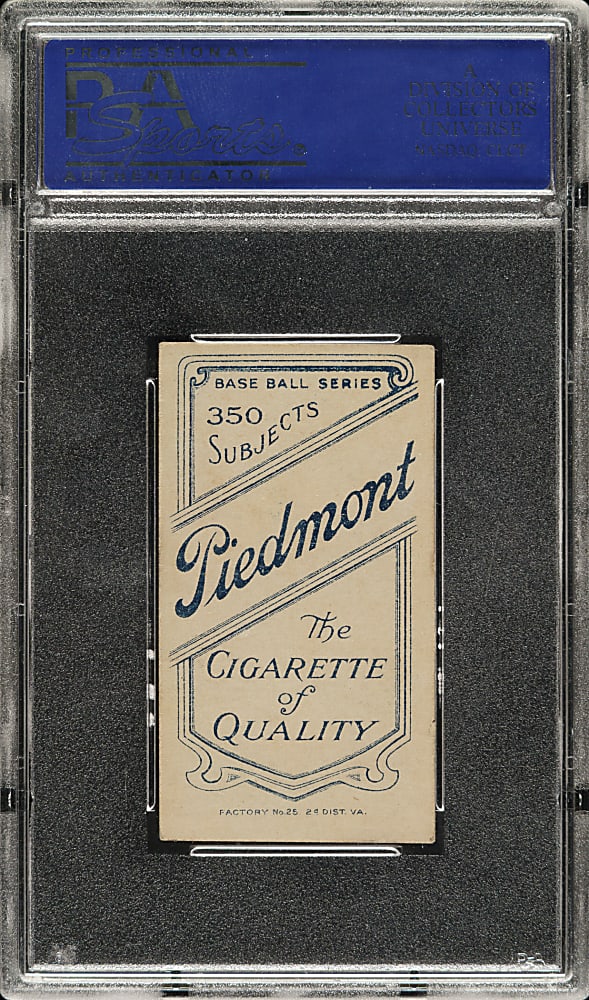 PROFESSIONAL
PSA
Sports
AUTHENTICATOR
A
DIVISION OF
COLLECTORS
UNIVERSE
NASDAQ: CLCT
BASE BALL SERIES
350
SUBJECTS
Piedmont
The
CIGARETTE
of
QUALITY
FACTORY No. 25 2d DIST. VA.
PSA